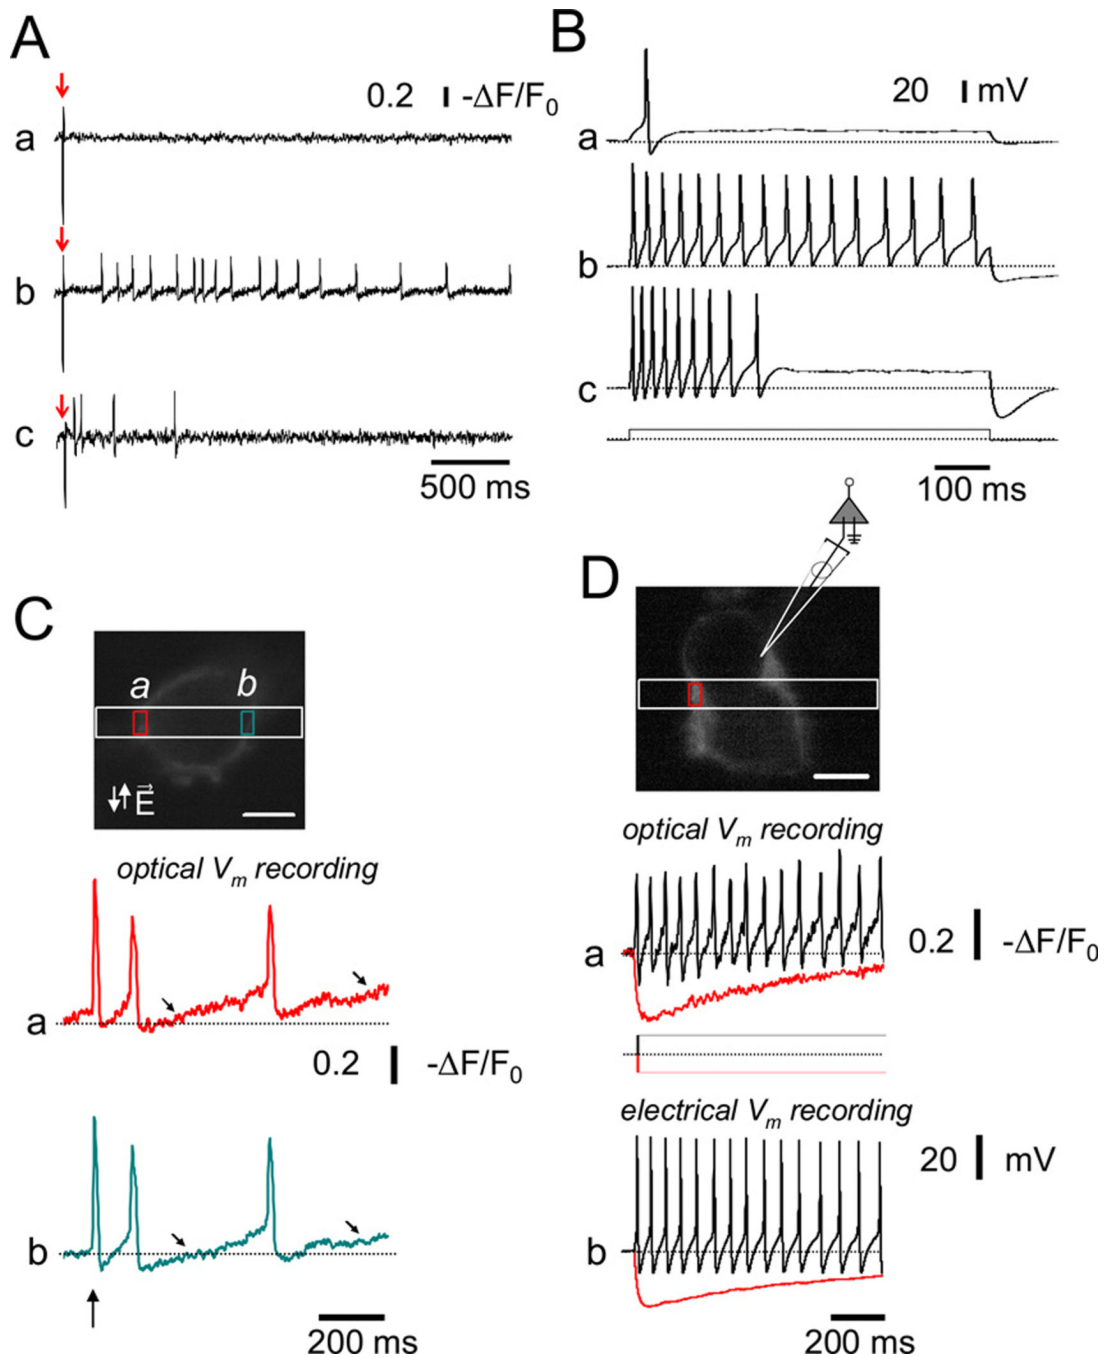 A
B
0.2 -ΔF/F₀
20 mV
a
a
b
b
c
c
500 ms
100 ms
C
D
a b
E⃗
optical Vₘ recording
optical Vₘ recording
a
a
0.2 -ΔF/F₀
0.2 -ΔF/F₀
electrical Vₘ recording
20 mV
b
b
200 ms
200 ms